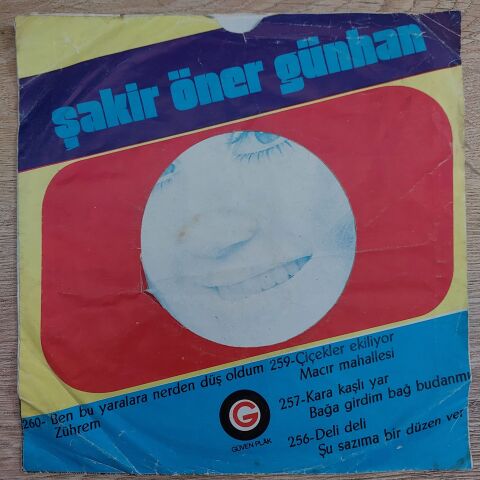 şakir öner günhan
260-Ben bu yaralara nerden düş oldum
Zührem
259-Çiçekler ekiliyor
Macır mahallesi
257-Kara kaşlı yar
Bağa girdim bağ budanmı
256-Deli deli
Şu sazıma bir düzen ver
G
GÜVEN PLAK